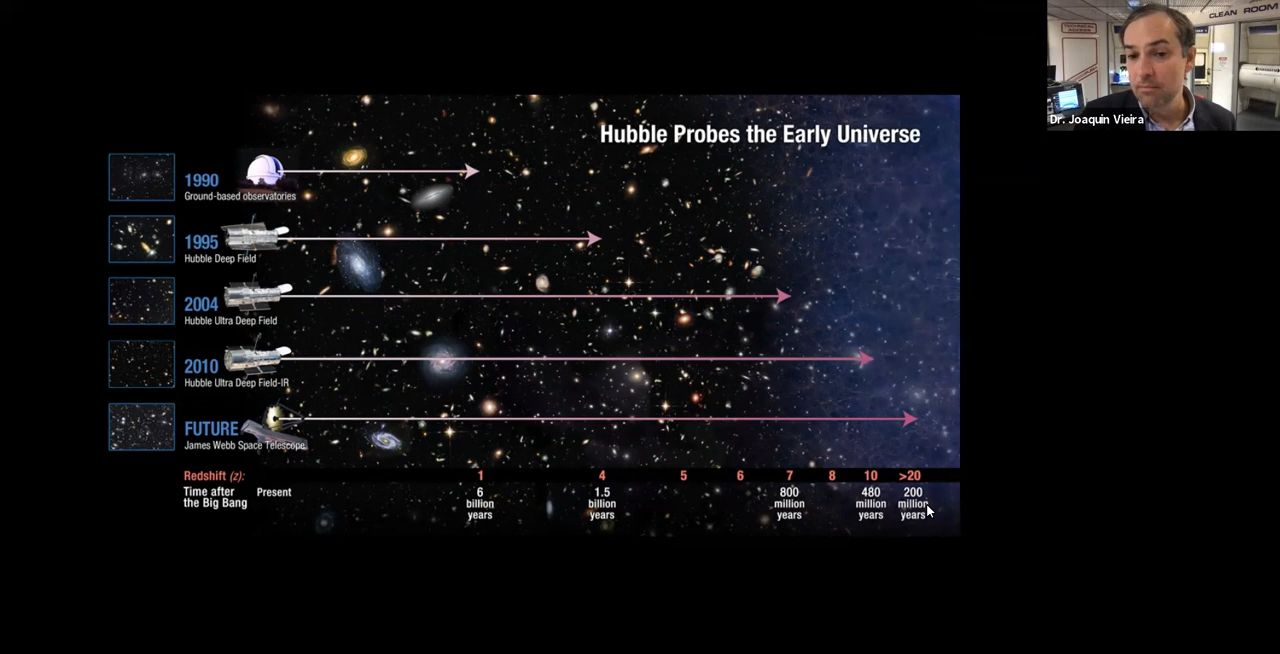 TECHNICAL
ACCESS
CLEAN ROOM
Dr. Joaquin Vieira
Hubble Probes the Early Universe
1990
Ground-based observatories
1995
Hubble Deep Field
2004
Hubble Ultra Deep Field
2010
Hubble Ultra Deep Field-IR
FUTURE
James Webb Space Telescope
Redshift (z): 1 4 5 6 7 8 10 >20
Time after
the Big Bang
Present
6
billion
years
1.5
billion
years
800
million
years
480
million
years
200
million
years